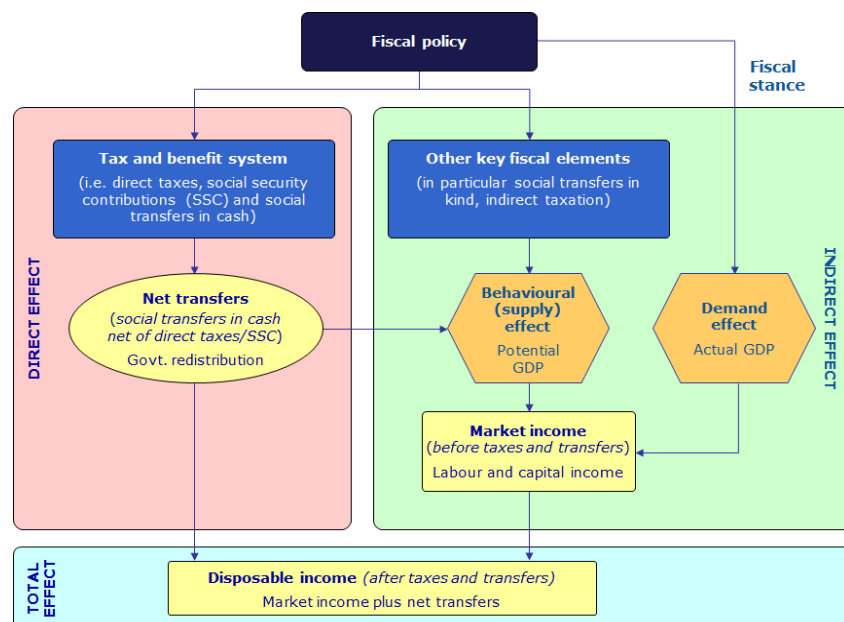 Fiscal policy
Fiscal
stance
Tax and benefit system
(i.e. direct taxes, social security
contributions (SSC) and social
transfers in cash)
Other key fiscal elements
(in particular social transfers in
kind, indirect taxation)
DIRECT EFFECT
Net transfers
(social transfers in cash
net of direct taxes/SSC)
Govt. redistribution
Behavioural
(supply)
effect
Potential
GDP
Demand
effect
Actual GDP
INDIRECT EFFECT
Market income
(before taxes and transfers)
Labour and capital income
TOTAL
EFFECT
Disposable income (after taxes and transfers)
Market income plus net transfers